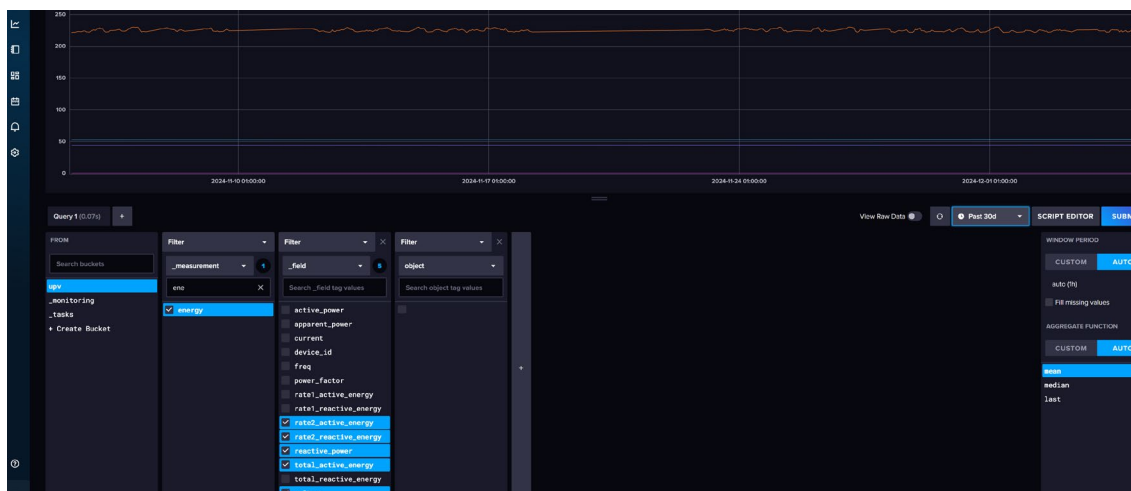 250
200
150
100
50
0
2024-11-10 01:00:00 2024-11-17 01:00:00 2024-11-24 01:00:00 2024-12-01 01:00:00
Query 1 (0.07s) + View Raw Data Past 30d SCRIPT EDITOR SUBM
FROM
Search buckets
upv
_monitoring
_tasks
+ Create Bucket
Filter
_measurement 1
ene X
energy
Filter X
_field 5
Search _field tag values
active_power
apparent_power
current
device_id
freq
power_factor
rate1_active_energy
rate1_reactive_energy
rate2_active_energy
rate2_reactive_energy
reactive_power
total_active_energy
total_reactive_energy
Filter X
object
Search object tag values
+
WINDOW PERIOD
CUSTOM AUTO
auto (1h)
Fill missing values
AGGREGATE FUNCTION
CUSTOM AUTO
mean
median
last